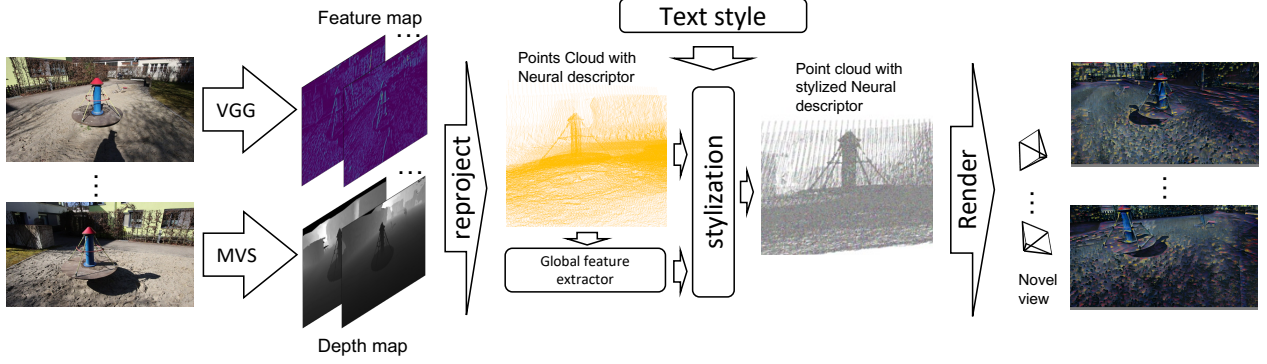 Feature map
...
VGG
...
MVS
...
Depth map
reproject
Points Cloud with
Neural descriptor
Global feature
extractor
Text style
stylization
Point cloud with
stylized Neural
descriptor
Render
...
Novel
view
...